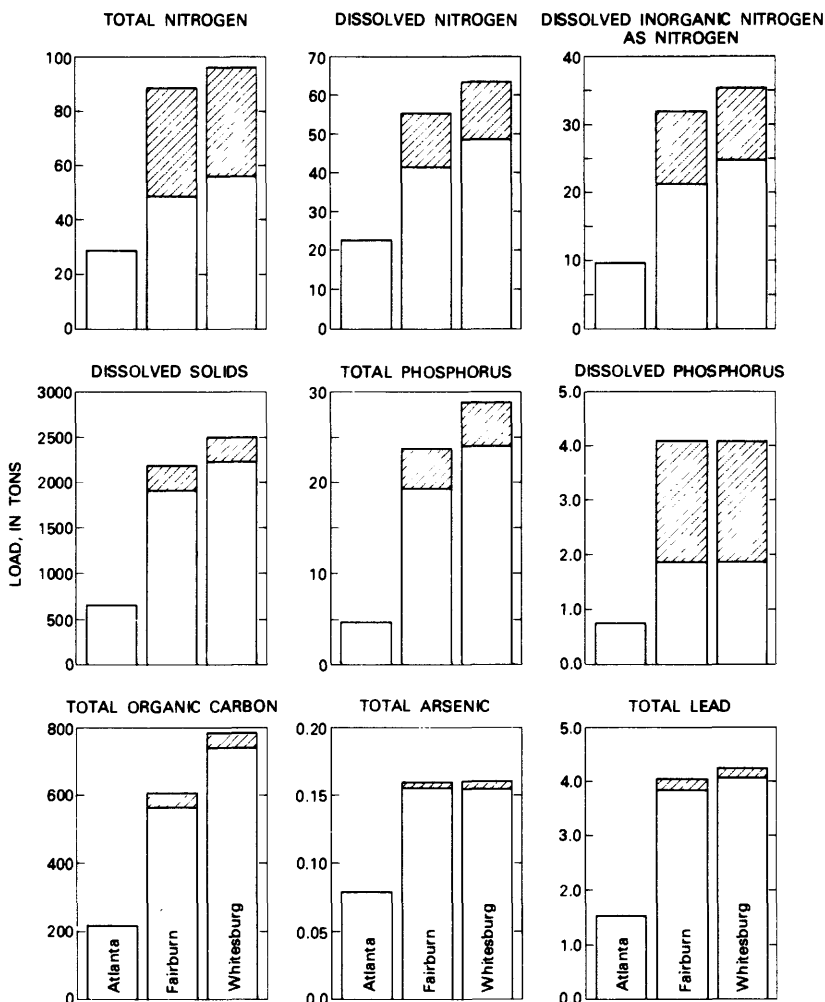 TOTAL NITROGEN
DISSOLVED NITROGEN
DISSOLVED INORGANIC NITROGEN
AS NITROGEN
100
80
60
40
20
0
70
60
50
40
30
20
10
0
40
30
20
10
0
LOAD, IN TONS
DISSOLVED SOLIDS
TOTAL PHOSPHORUS
DISSOLVED PHOSPHORUS
3000
2500
2000
1500
1000
500
0
30
20
10
0
5.0
4.0
3.0
2.0
1.0
0.0
TOTAL ORGANIC CARBON
TOTAL ARSENIC
TOTAL LEAD
800
600
400
200
0
Atlanta
Fairburn
Whitesburg
0.20
0.15
0.10
0.05
0.0
Atlanta
Fairburn
Whitesburg
5.0
4.0
3.0
2.0
1.0
0.0
Atlanta
Fairburn
Whitesburg